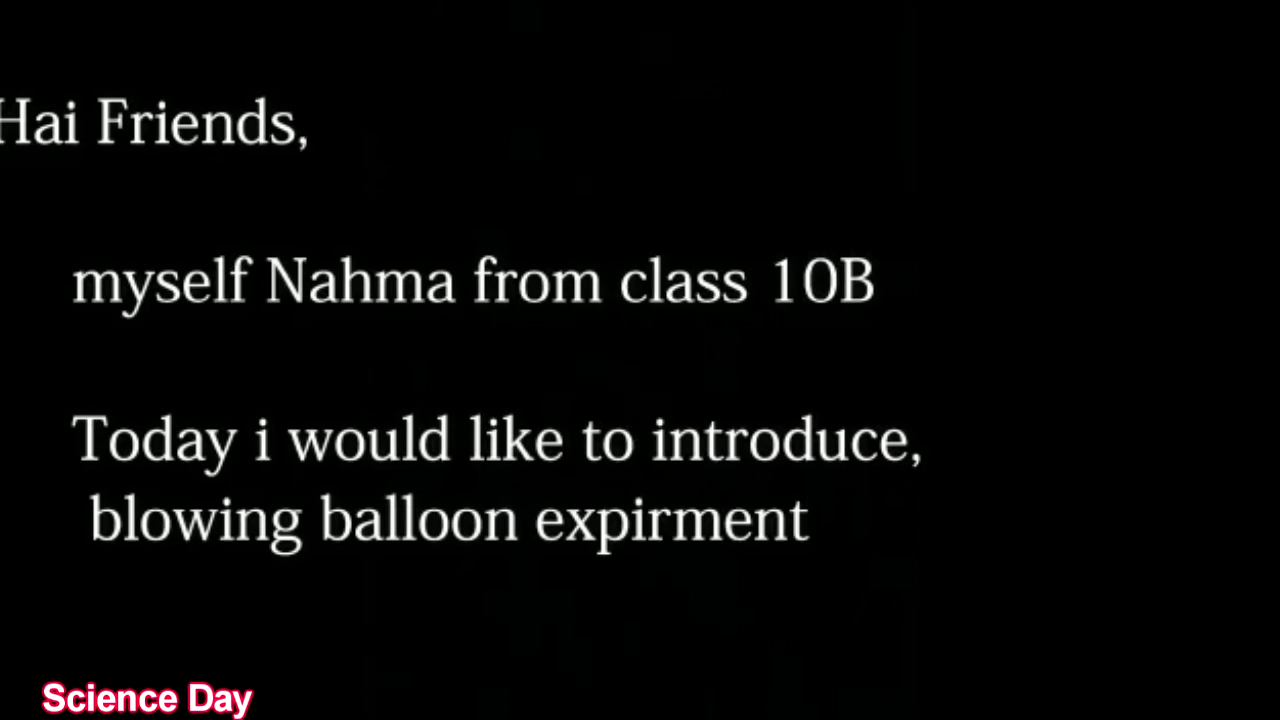 Hai Friends,
myself Nahma from class 10B
Today i would like to introduce,
blowing balloon expirment
Science Day